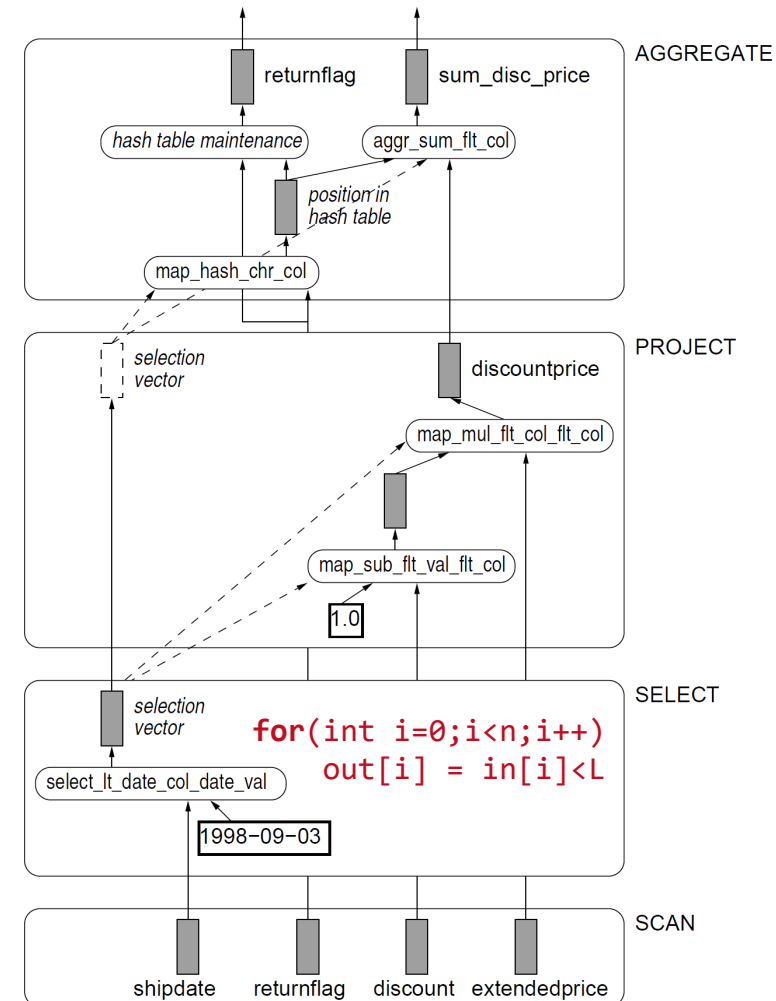 AGGREGATE
returnflag
sum_disc_price
hash table maintenance
aggr_sum_flt_col
position in
hash table
map_hash_chr_col
PROJECT
selection
vector
discountprice
map_mul_flt_col_flt_col
map_sub_flt_val_flt_col
1.0
SELECT
selection
vector
for(int i=0;i<n;i++)
out[i] = in[i]<L
select_lt_date_col_date_val
1998−09−03
SCAN
shipdate
returnflag
discount
extendedprice